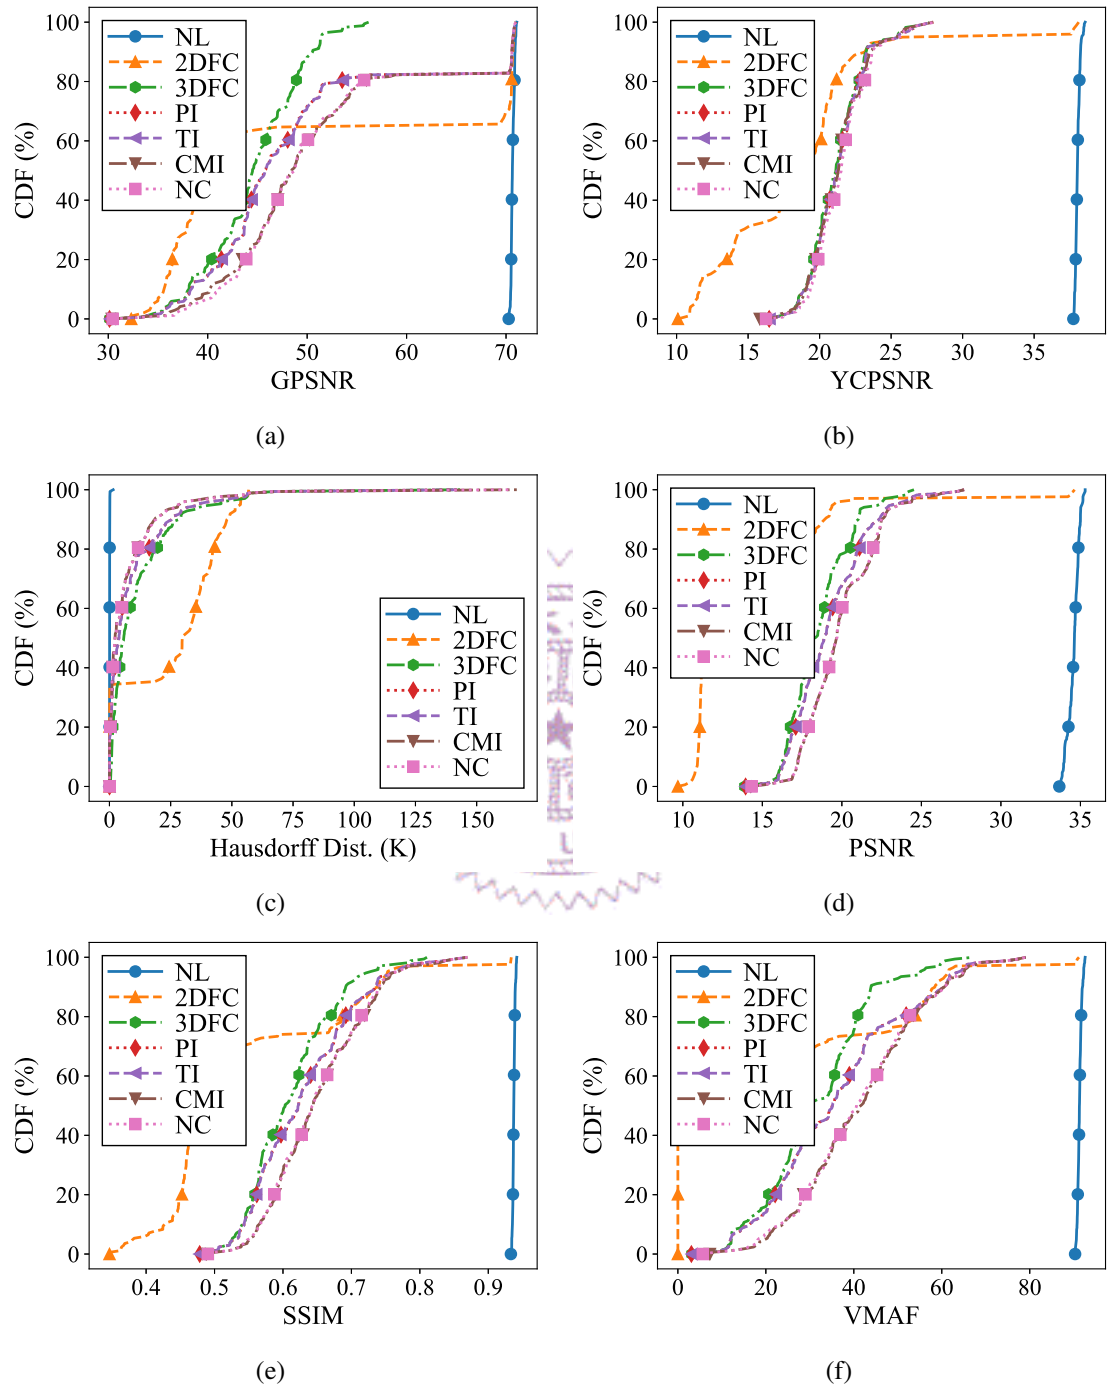 CDF (%)
100
80
60
40
20
0
NL
2DFC
3DFC
PI
TI
CMI
NC
30
40
50
60
70
GPSNR
(a)
CDF (%)
100
80
60
40
20
0
NL
2DFC
3DFC
PI
TI
CMI
NC
10
15
20
25
30
35
YCPSNR
(b)
CDF (%)
100
80
60
40
20
0
NL
2DFC
3DFC
PI
TI
CMI
NC
0
25
50
75
100
125
150
Hausdorff Dist. (K)
(c)
CDF (%)
100
80
60
40
20
0
NL
2DFC
3DFC
PI
TI
CMI
NC
10
15
20
25
30
35
PSNR
(d)
CDF (%)
100
80
60
40
20
0
NL
2DFC
3DFC
PI
TI
CMI
NC
0.4
0.5
0.6
0.7
0.8
0.9
SSIM
(e)
CDF (%)
100
80
60
40
20
0
NL
2DFC
3DFC
PI
TI
CMI
NC
0
20
40
60
80
VMAF
(f)